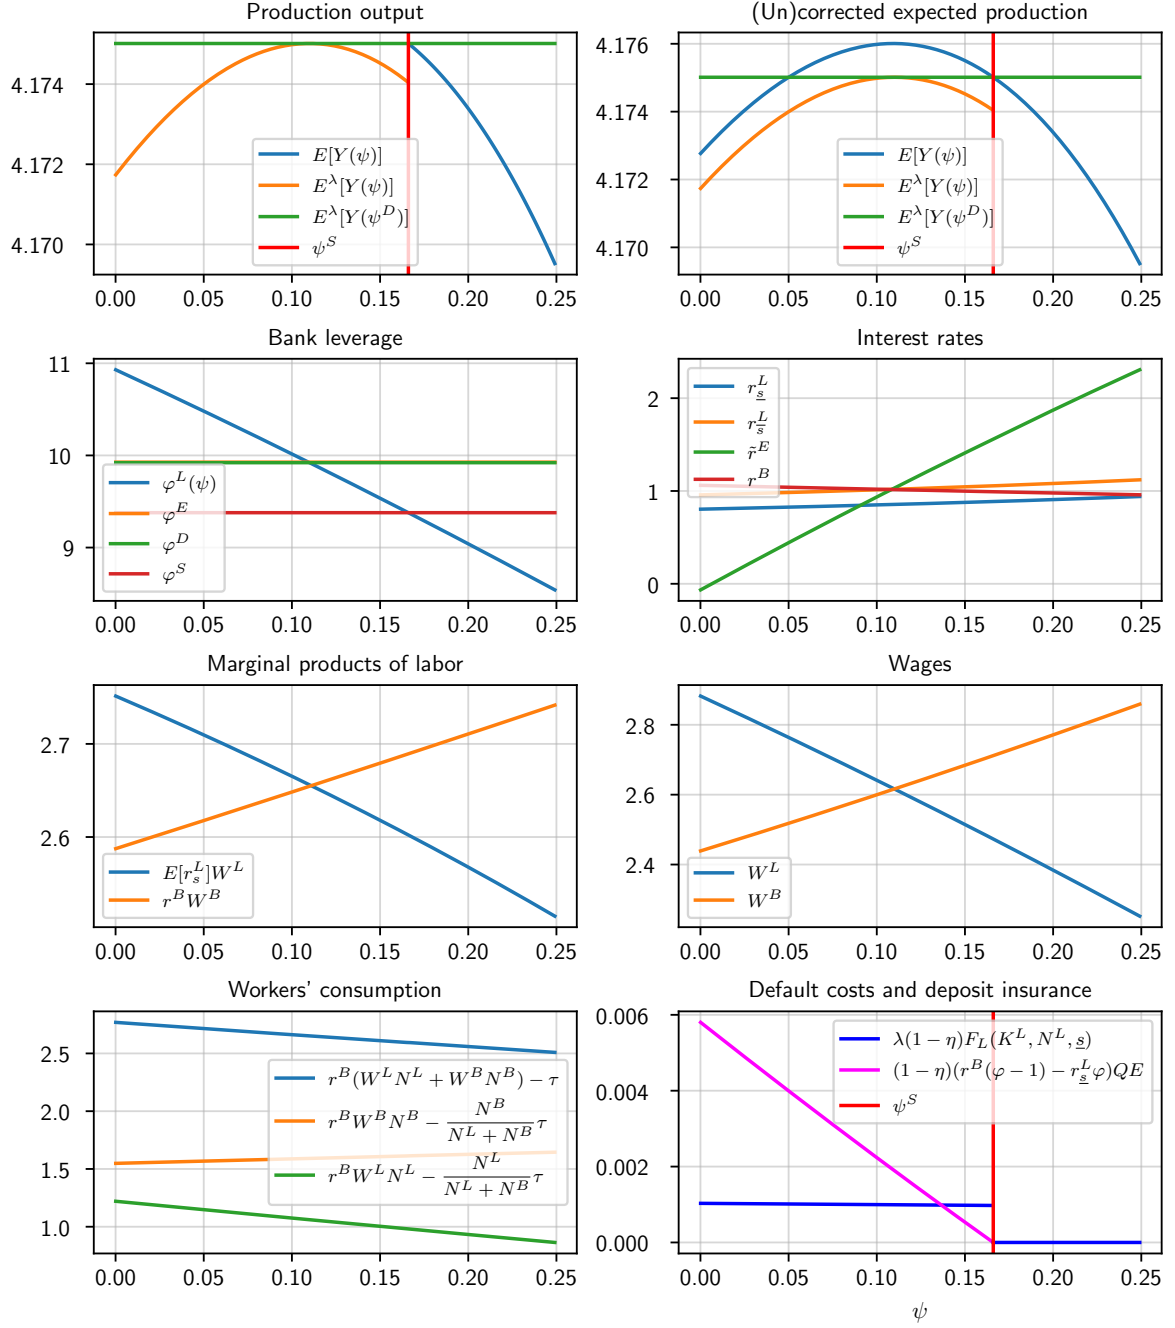 Production output
4.174
4.172
4.170
E[Y(ψ)]
E^λ[Y(ψ)]
E^λ[Y(ψ^D)]
ψ^S
0.00 0.05 0.10 0.15 0.20 0.25
(Un)corrected expected production
4.176
4.174
4.172
4.170
E[Y(ψ)]
E^λ[Y(ψ)]
E^λ[Y(ψ^D)]
ψ^S
0.00 0.05 0.10 0.15 0.20 0.25
Bank leverage
11
10
9
φ^L(ψ)
φ^E
φ^D
φ^S
0.00 0.05 0.10 0.15 0.20 0.25
Interest rates
2
1
0
r^L_{s̲}
r^L_{s̅}
r̃^E
r^B
0.00 0.05 0.10 0.15 0.20 0.25
Marginal products of labor
2.7
2.6
E[r^L_s]W^L
r^B W^B
0.00 0.05 0.10 0.15 0.20 0.25
Wages
2.8
2.6
2.4
W^L
W^B
0.00 0.05 0.10 0.15 0.20 0.25
Workers' consumption
2.5
2.0
1.5
1.0
r^B(W^L N^L + W^B N^B) − τ
r^B W^B N^B − \frac{N^B}{N^L + N^B}τ
r^B W^L N^L − \frac{N^L}{N^L + N^B}τ
0.00 0.05 0.10 0.15 0.20 0.25
Default costs and deposit insurance
0.006
0.004
0.002
0.000
λ(1 − η)F_L(K^L, N^L, s̲)
(1 − η)(r^B(φ − 1) − r^L_{s̲}φ)QE
ψ^S
0.00 0.05 0.10 0.15 0.20 0.25
ψ